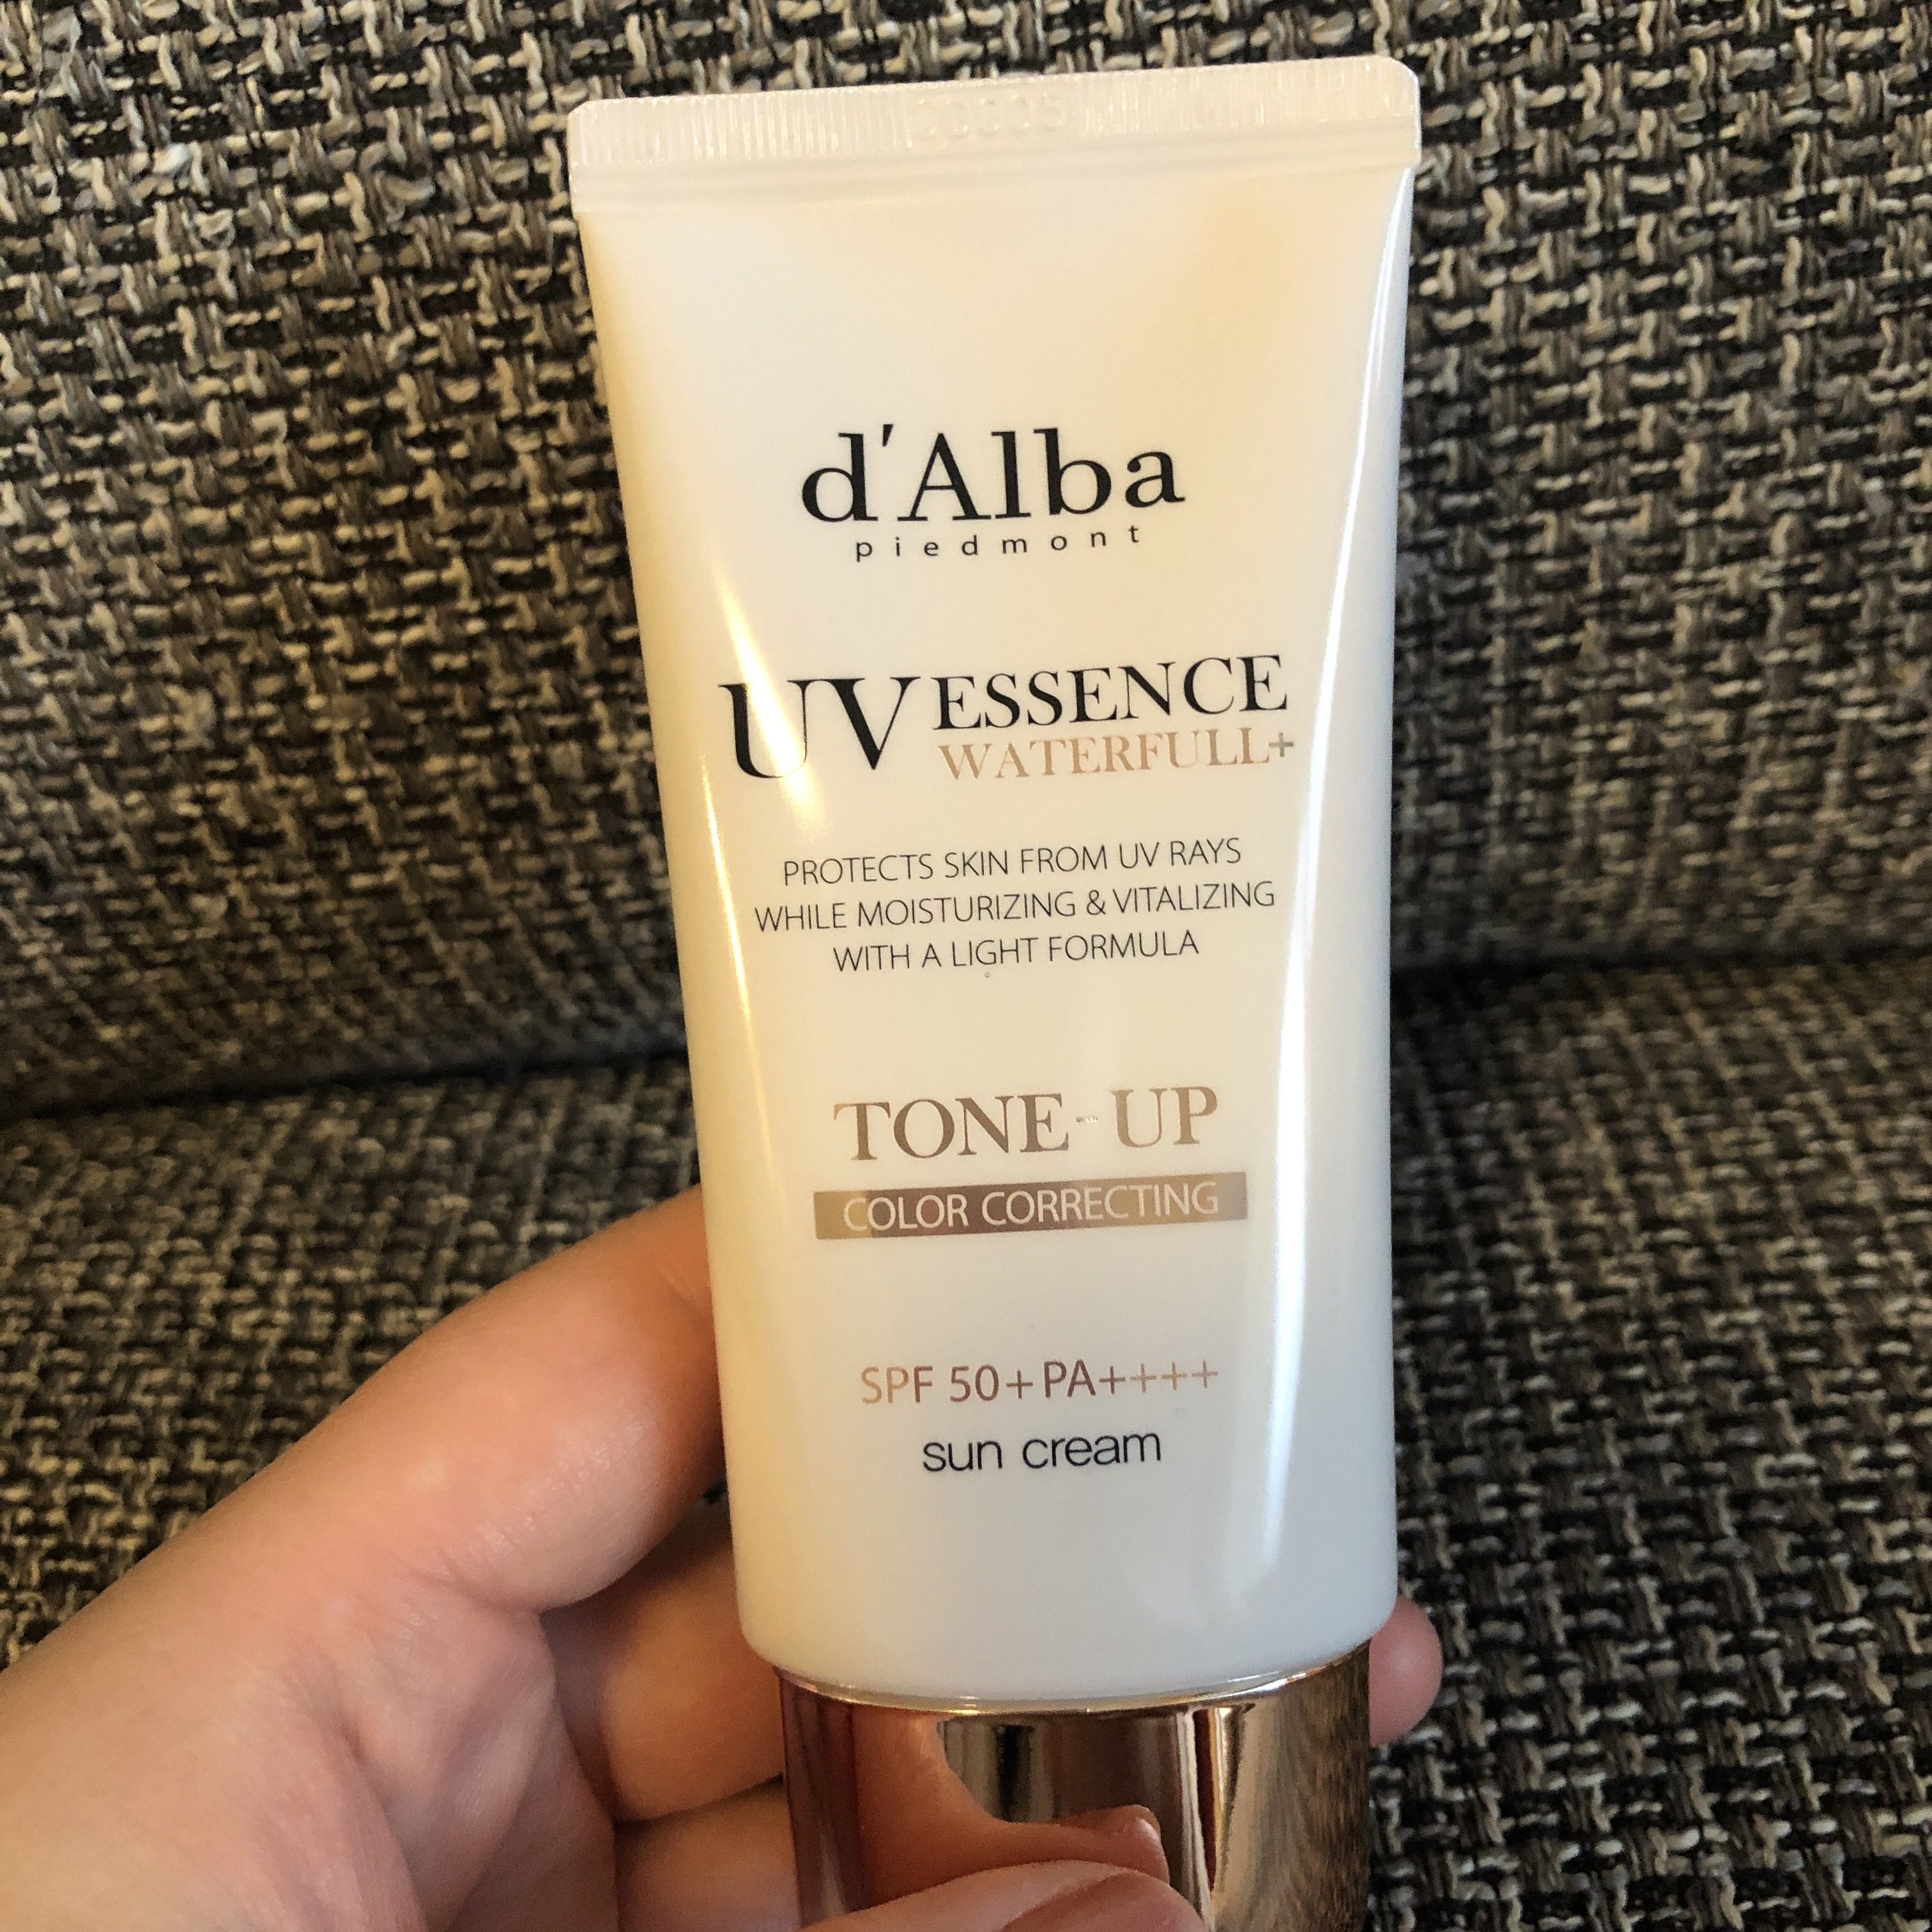 d'Alba
piedmont
UV ESSENCE
WATERFULL+
PROTECTS SKIN FROM UV RAYS
WHILE MOISTURIZING & VITALIZING
WITH A LIGHT FORMULA
TONE-UP
COLOR CORRECTING
SPF 50+ PA++++
sun cream